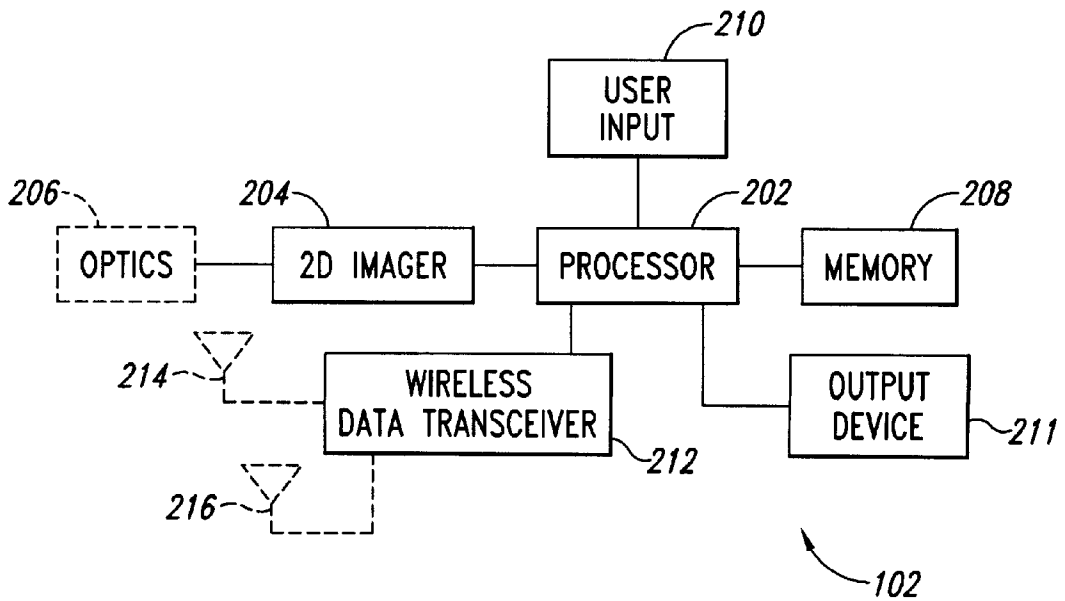 210
USER
INPUT
206
204
202
208
OPTICS
2D IMAGER
PROCESSOR
MEMORY
214
WIRELESS
DATA TRANSCEIVER
OUTPUT
DEVICE
212
211
216
102